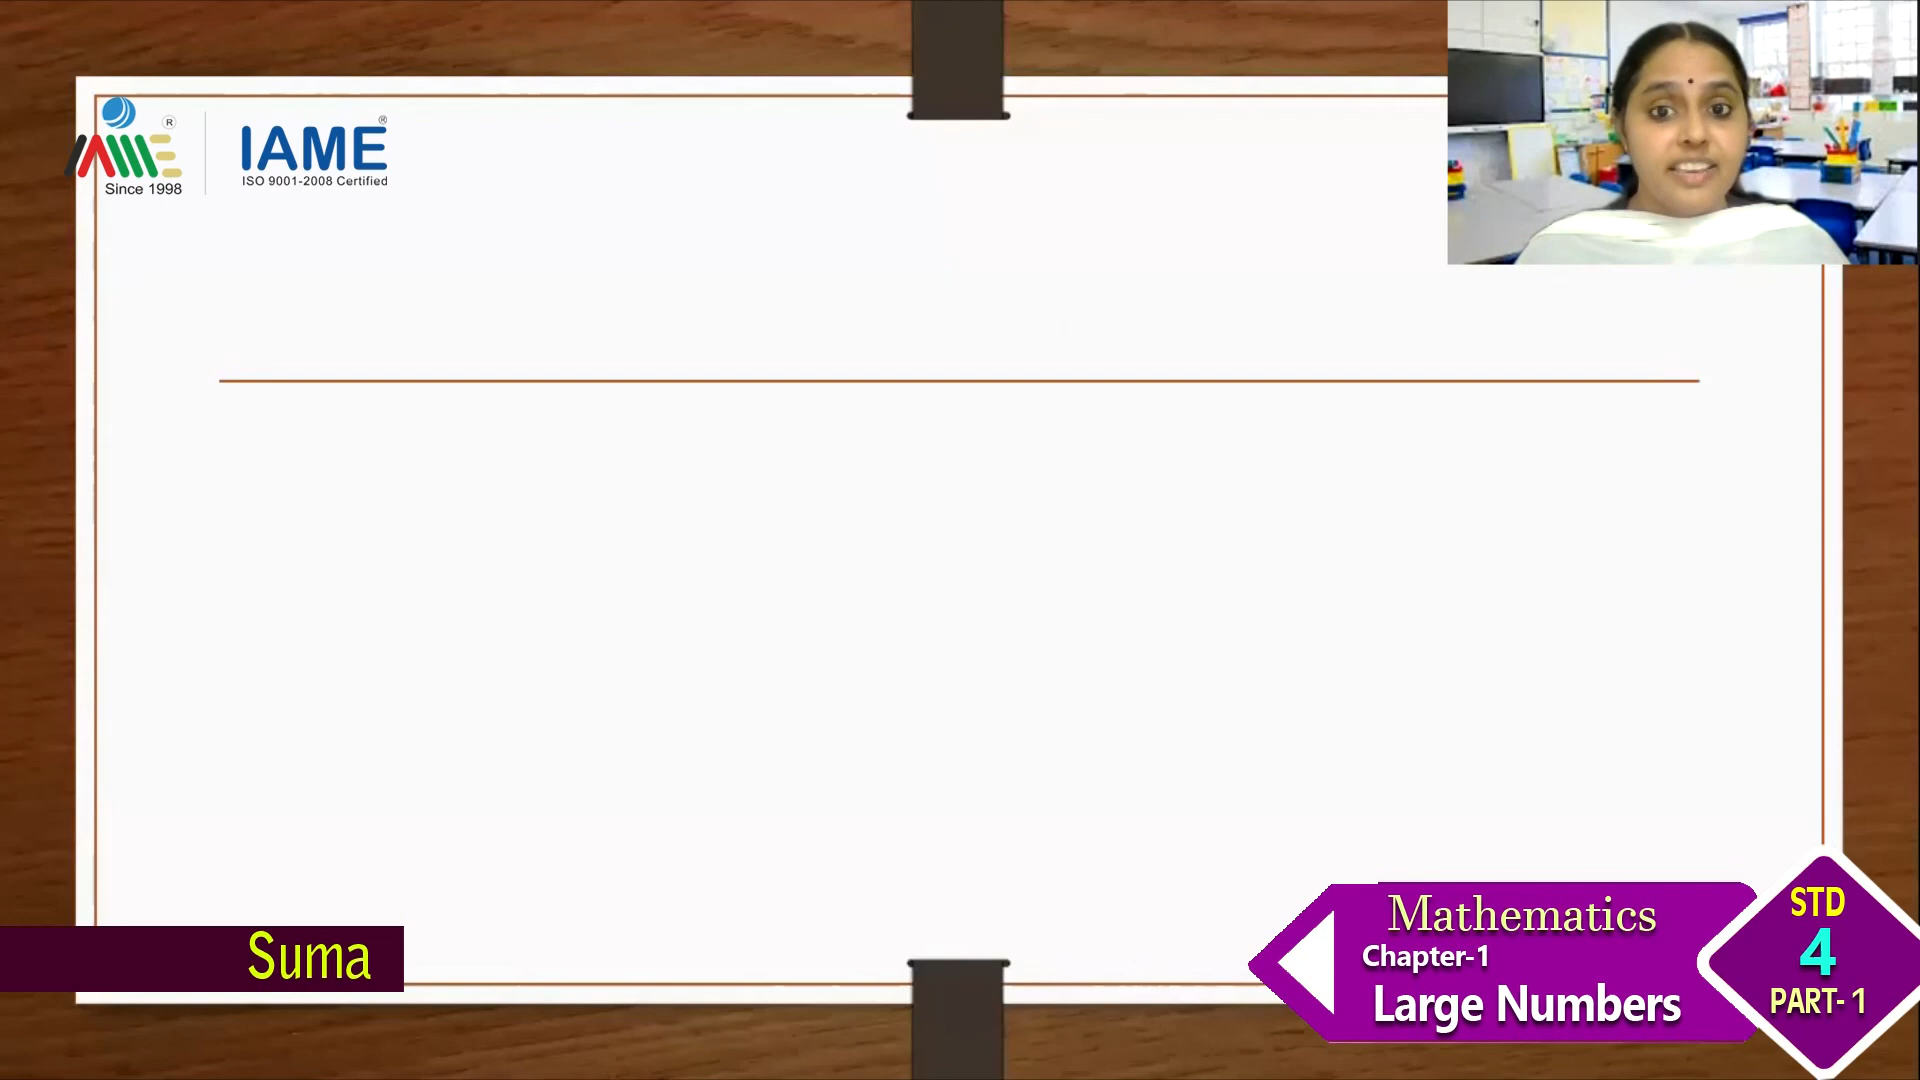 ®
Since 1998
IAME®
ISO 9001-2008 Certified
Suma
Mathematics
Chapter-1
Large Numbers
STD
4
PART- 1